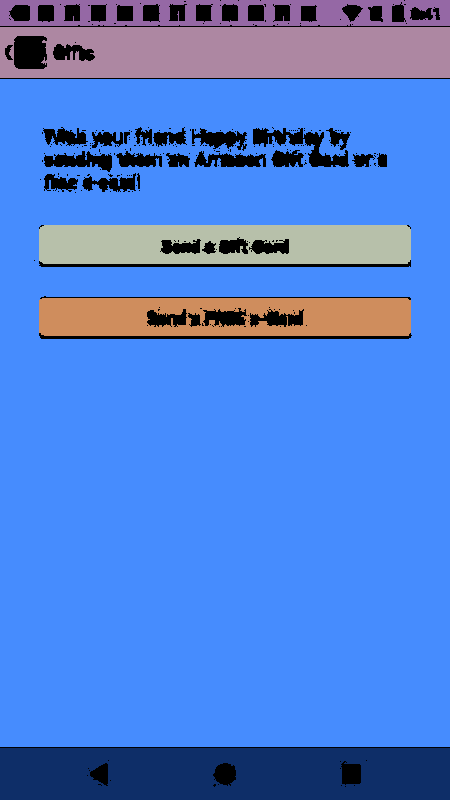 Gifts
Wish your friend Happy Birthday by
sending them an Amazon Gift Card or a
free e-card!
Send a Gift Card
Send a FREE e-Card